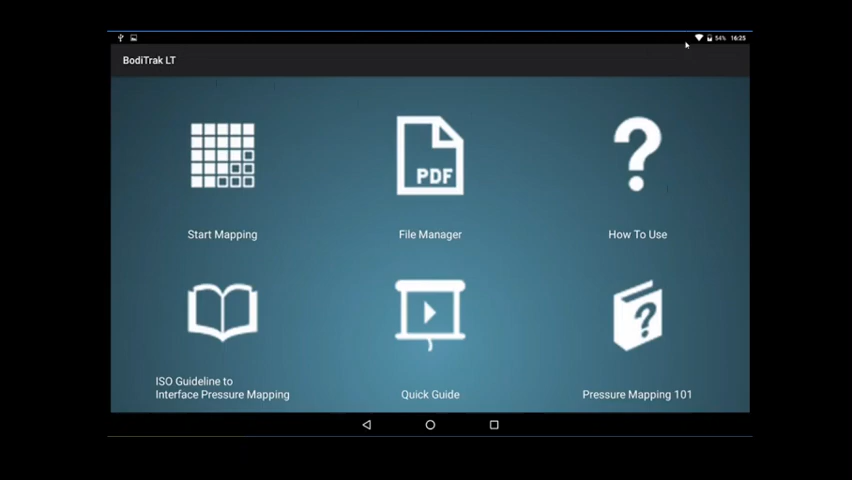 54% 16:25
BodiTrak LT
PDF
Start Mapping
File Manager
How To Use
ISO Guideline to
Interface Pressure Mapping
Quick Guide
Pressure Mapping 101